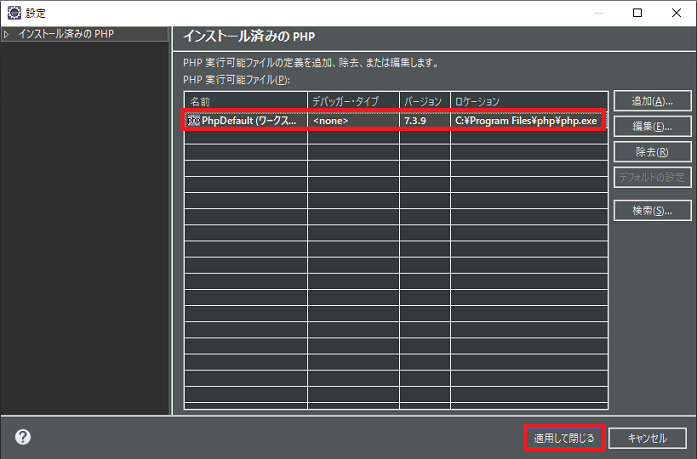 設定
インストール済みの PHP
インストール済みの PHP
PHP 実行可能ファイルの定義を追加、除去、または編集します。
PHP 実行可能ファイル(P):
名前 デバッガー・タイプ バージョン ロケーション
PhpDefault (ワークス... <none> 7.3.9 C:¥Program Files¥php¥php.exe
追加(A)...
編集(E)...
除去(R)
デフォルトの設定
検索(S)...
適用して閉じる キャンセル